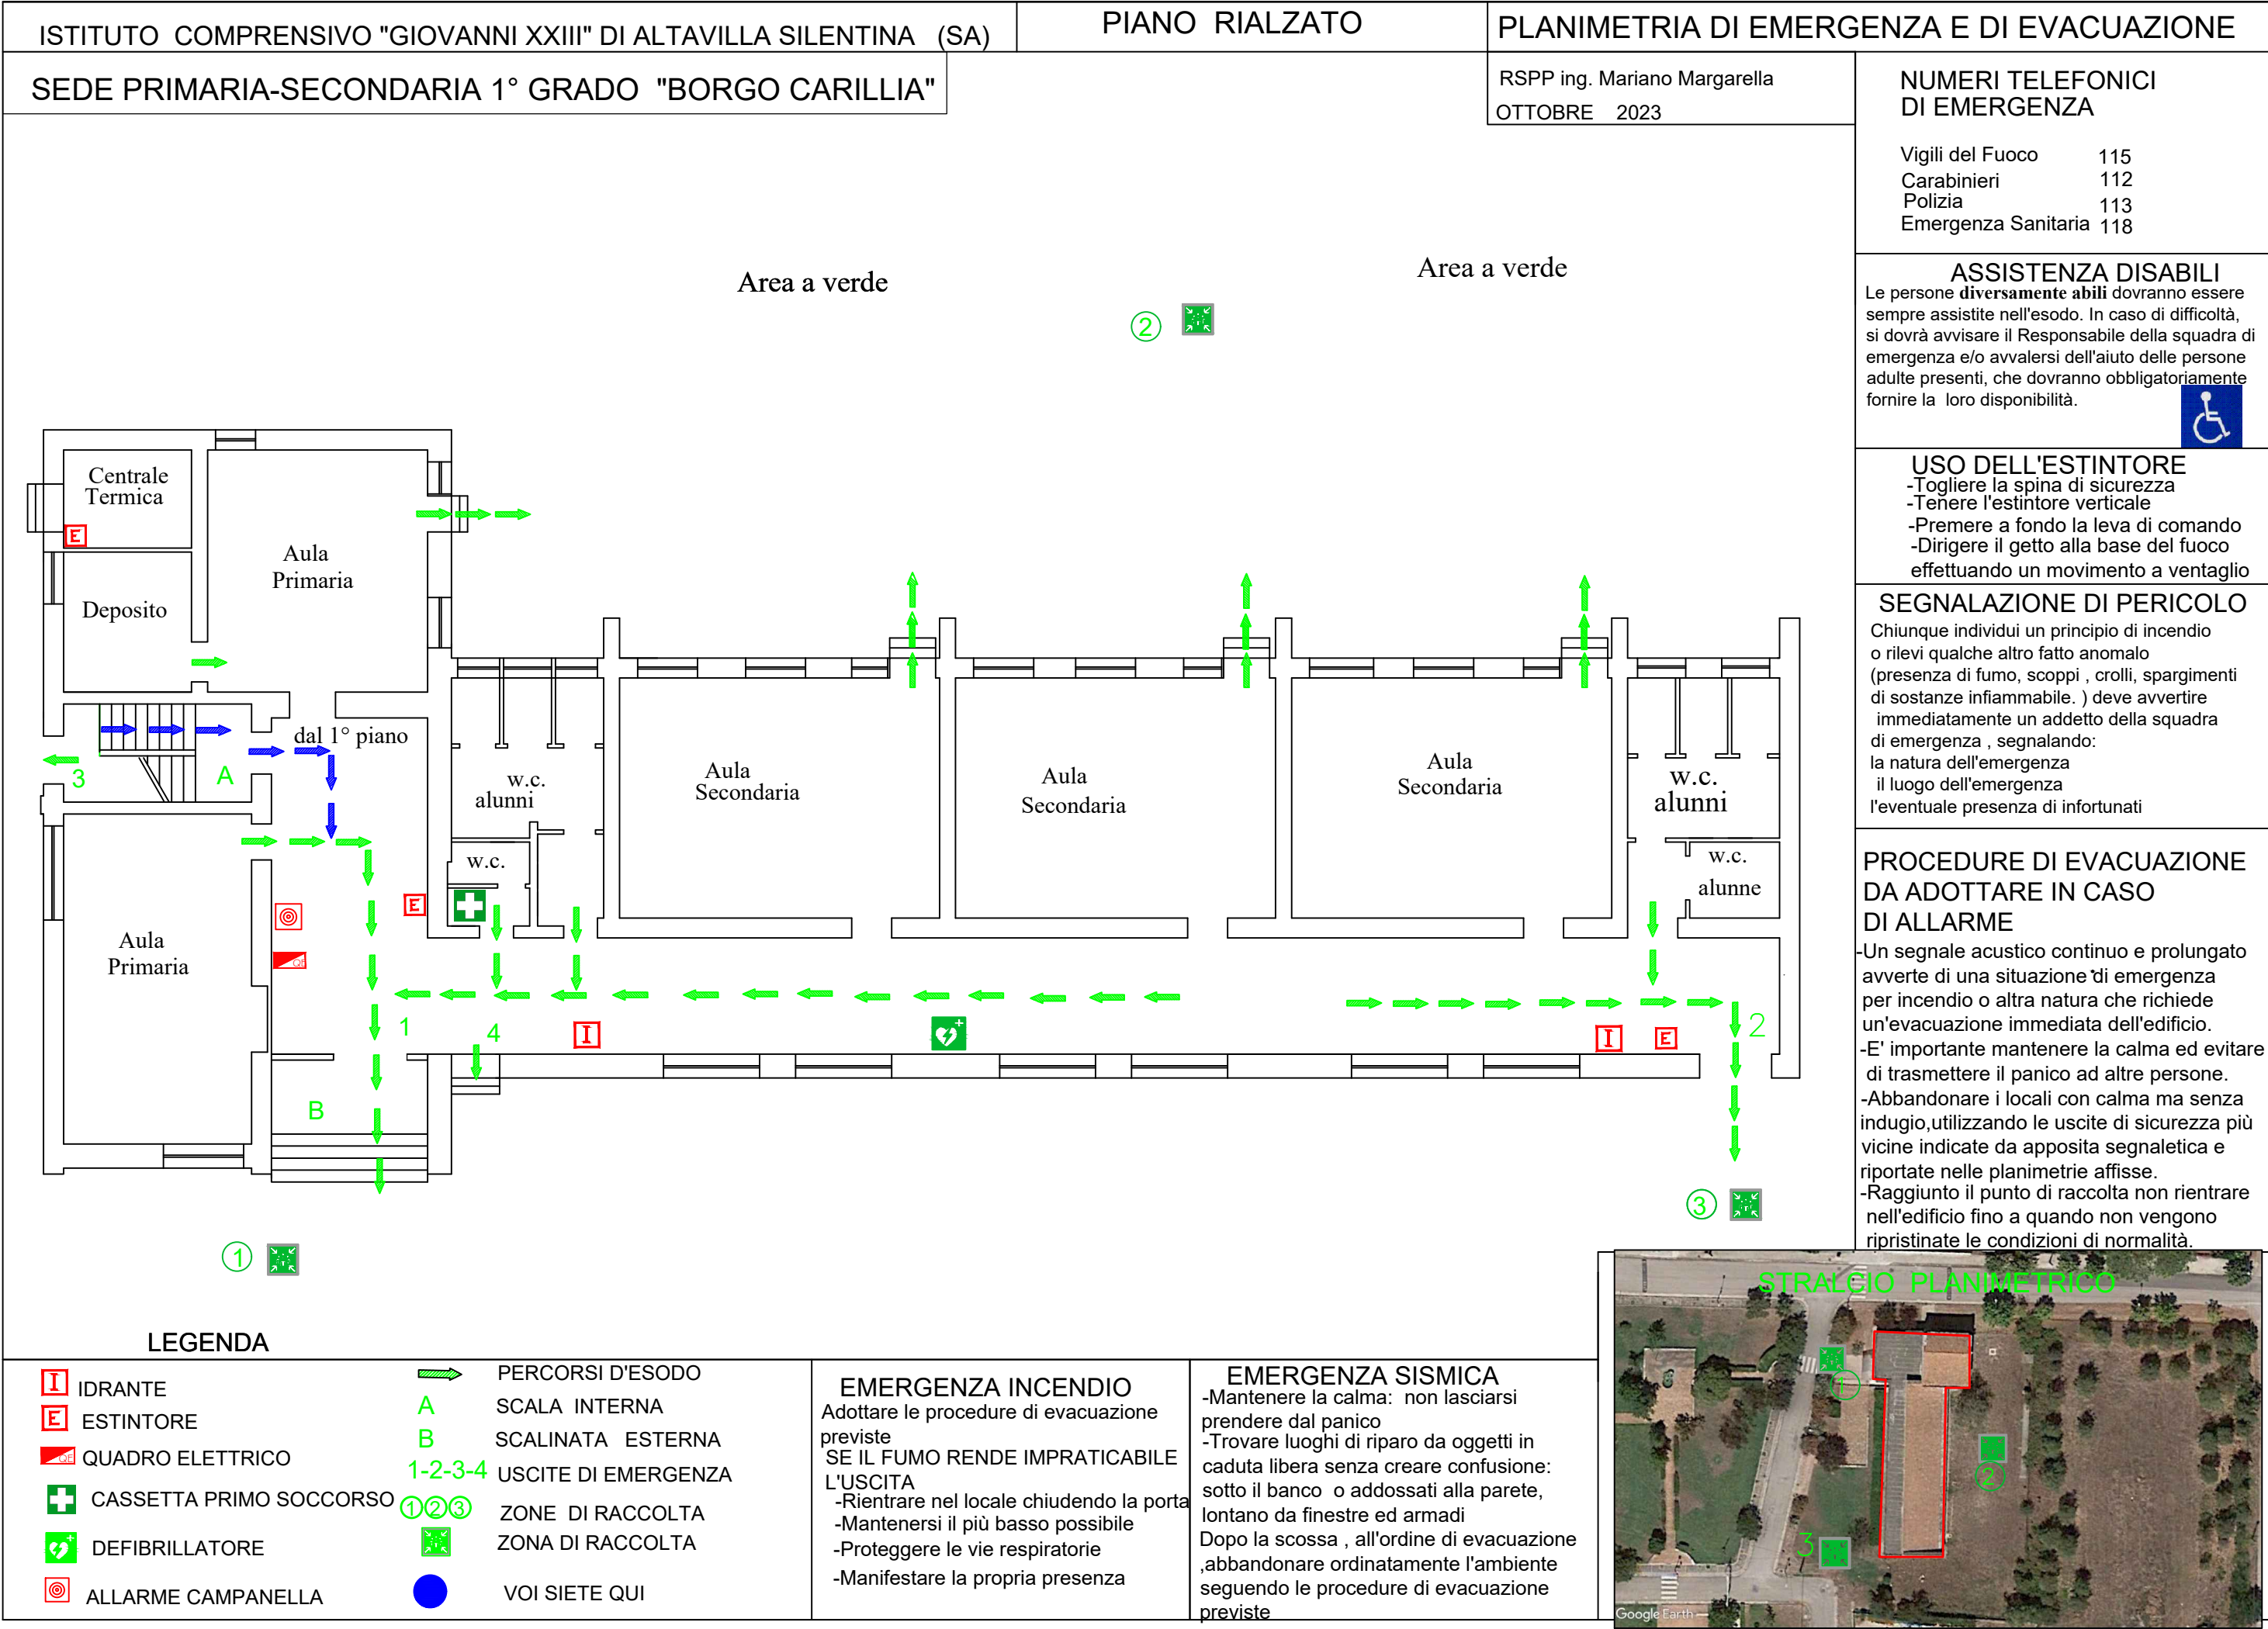 ISTITUTO COMPRENSIVO "GIOVANNI XXIII" DI ALTAVILLA SILENTINA (SA)
PIANO RIALZATO
PLANIMETRIA DI EMERGENZA E DI EVACUAZIONE
SEDE PRIMARIA-SECONDARIA 1° GRADO "BORGO CARILLIA"
RSPP ing. Mariano Margarella
OTTOBRE 2023
NUMERI TELEFONICI
DI EMERGENZA
Vigili del Fuoco 115
Carabinieri 112
Polizia 113
Emergenza Sanitaria 118
ASSISTENZA DISABILI
Le persone diversamente abili dovranno essere
sempre assistite nell'esodo. In caso di difficoltà,
si dovrà avvisare il Responsabile della squadra di
emergenza e/o avvalersi dell'aiuto delle persone
adulte presenti, che dovranno obbligatoriamente
fornire la loro disponibilità.
USO DELL'ESTINTORE
-Togliere la spina di sicurezza
-Tenere l'estintore verticale
-Premere a fondo la leva di comando
-Dirigere il getto alla base del fuoco
effettuando un movimento a ventaglio
SEGNALAZIONE DI PERICOLO
Chiunque individui un principio di incendio
o rilevi qualche altro fatto anomalo
(presenza di fumo, scoppi , crolli, spargimenti
di sostanze infiammabile. ) deve avvertire
immediatamente un addetto della squadra
di emergenza , segnalando:
la natura dell'emergenza
il luogo dell'emergenza
l'eventuale presenza di infortunati
PROCEDURE DI EVACUAZIONE
DA ADOTTARE IN CASO
DI ALLARME
-Un segnale acustico continuo e prolungato
avverte di una situazione di emergenza
per incendio o altra natura che richiede
un'evacuazione immediata dell'edificio.
-E' importante mantenere la calma ed evitare
di trasmettere il panico ad altre persone.
-Abbandonare i locali con calma ma senza
indugio,utilizzando le uscite di sicurezza più
vicine indicate da apposita segnaletica e
riportate nelle planimetrie affisse.
-Raggiunto il punto di raccolta non rientrare
nell'edificio fino a quando non vengono
ripristinate le condizioni di normalità.
Area a verde
Area a verde
2
Centrale
Termica
E
Aula
Primaria
Deposito
dal 1° piano
3
A
w.c.
alunni
Aula
Secondaria
Aula
Secondaria
Aula
Secondaria
w.c.
alunni
w.c.
w.c.
alunne
E
Aula
Primaria
QE
1
4
I
I
E
2
B
3
1
STRALCIO PLANIMETRICO
1
2
3
Google Earth
LEGENDA
I IDRANTE
E ESTINTORE
QE QUADRO ELETTRICO
CASSETTA PRIMO SOCCORSO
DEFIBRILLATORE
ALLARME CAMPANELLA
PERCORSI D'ESODO
A SCALA INTERNA
B SCALINATA ESTERNA
1-2-3-4 USCITE DI EMERGENZA
1 2 3 ZONE DI RACCOLTA
ZONA DI RACCOLTA
VOI SIETE QUI
EMERGENZA INCENDIO
Adottare le procedure di evacuazione
previste
SE IL FUMO RENDE IMPRATICABILE
L'USCITA
-Rientrare nel locale chiudendo la porta
-Mantenersi il più basso possibile
-Proteggere le vie respiratorie
-Manifestare la propria presenza
EMERGENZA SISMICA
-Mantenere la calma: non lasciarsi
prendere dal panico
-Trovare luoghi di riparo da oggetti in
caduta libera senza creare confusione:
sotto il banco o addossati alla parete,
lontano da finestre ed armadi
Dopo la scossa , all'ordine di evacuazione
,abbandonare ordinatamente l'ambiente
seguendo le procedure di evacuazione
previste